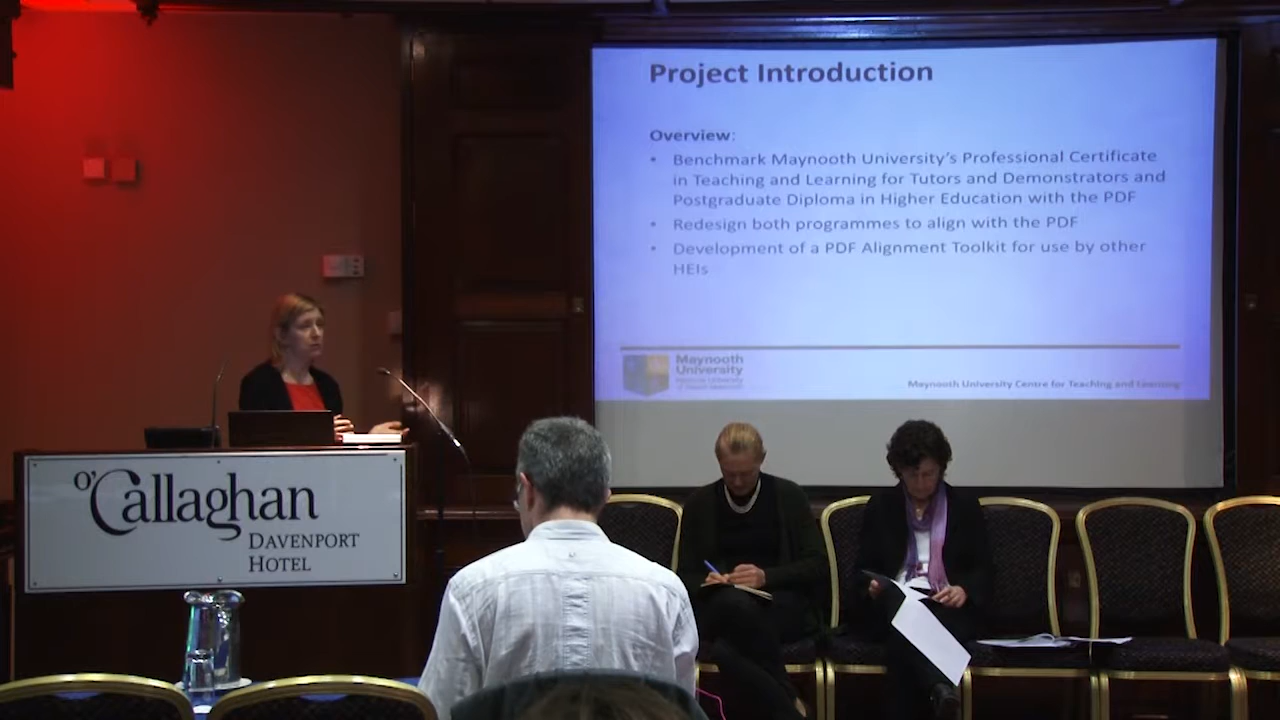 Project Introduction
Overview:
• Benchmark Maynooth University's Professional Certificate
in Teaching and Learning for Tutors and Demonstrators and
Postgraduate Diploma in Higher Education with the PDF
• Redesign both programmes to align with the PDF
• Development of a PDF Alignment Toolkit for use by other
HEIs
Maynooth
University
Maynooth University Centre for Teaching and Learning
O'Callaghan
DAVENPORT
HOTEL